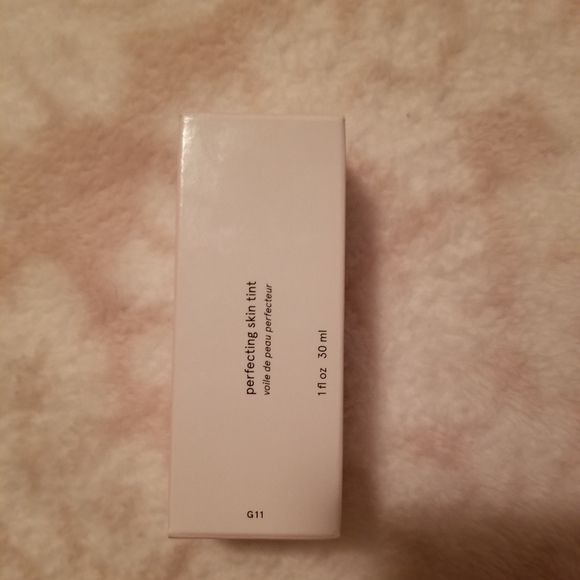 perfecting skin tint
voile de peau perfecteur
1 fl oz 30 ml
G11